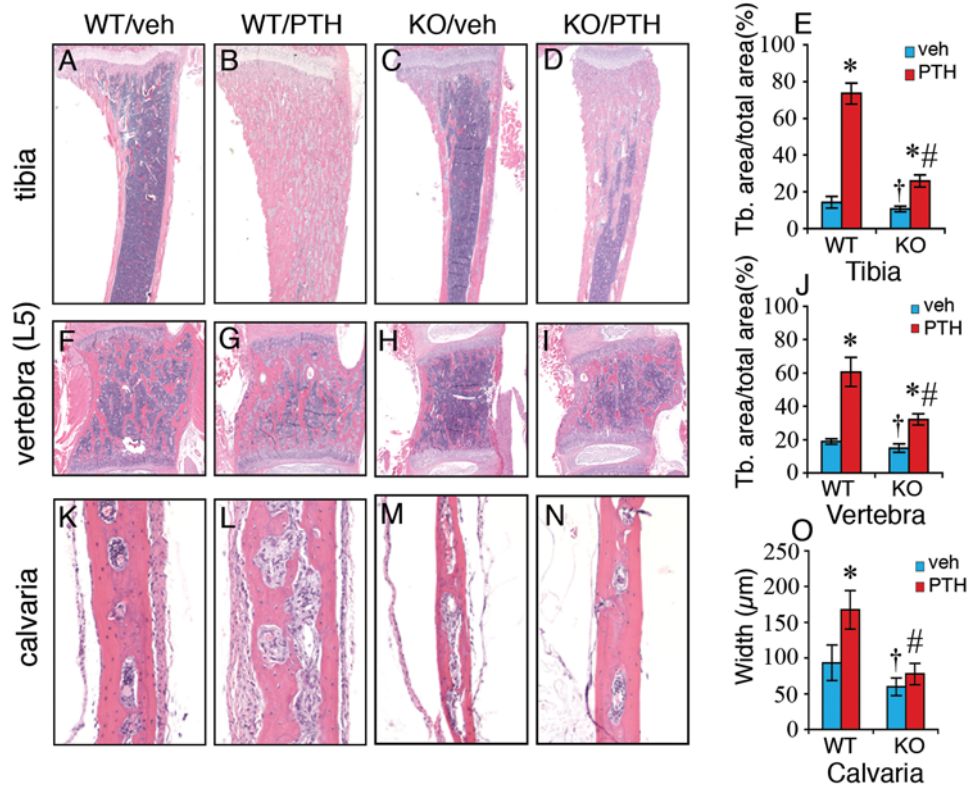 WT/veh WT/PTH KO/veh KO/PTH
tibia
A B C D
vertebra (L5)
F G H I
calvaria
K L M N
E
Tb. area/total area(%)
veh
PTH
100
80
60
40
20
0
*
†
*#
WT KO
Tibia
J
Tb. area/total area(%)
veh
PTH
100
80
60
40
20
0
*
†
*#
WT KO
Vertebra
O
Width (µm)
veh
PTH
250
200
150
100
50
0
*
†
#
WT KO
Calvaria